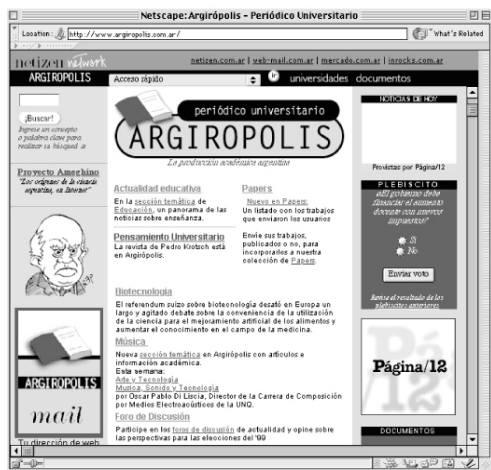 Netscape: Argirópolis - Periódico Universitario
Location: http://www.argiropolis.com.ar/
What's Related
netizen network
netizen.com.ar | web-mail.com.ar | mercado.com.ar | inrocks.com.ar
ARGIROPOLIS
Acceso rápido
Ir
universidades documentos
¡Buscar!
Ingrese un concepto
o palabra clave para
realizar su búsqueda
Proyecto Ameghino
"Los orígenes de la ciencia
argentina, en Internet"
ARGIROPOLIS
mail
Tu dirección de web
periódico universitario
ARGIROPOLIS
La producción académica argentina
Actualidad educativa
En la sección temática de
Educación, un panorama de las
noticias sobre enseñanza.
Pensamiento Universitario
La revista de Pedro Krotsch está
en Argirópolis.
Papers
Nuevo en Papers:
Un listado con los trabajos
que enviaron los usuarios
Envíe sus trabajos,
publicados o no, para
incorporarlos a nuestra
colección de Papers.
Biotecnología
El referendum suizo sobre biotecnología desató en Europa un
largo y agitado debate sobre la conveniencia de la utilización
de la ciencia para el mejoramiento artificial de los alimentos y
aumentar el conocimiento en el campo de la medicina.
Música
Nueva sección temática en Argirópolis con artículos e
información académica.
Esta semana:
Arte y Tecnología
Musica, Sonido y Tecnología
por Oscar Pablo Di Liscia, Director de la Carrera de Composición
por Medios Electroacústicos de la UNQ.
Foro de Discusión
Participe en los foros de discusión de actualidad y opine sobre
las perspectivas para las elecciones del '99
NOTICIAS DE HOY
Provistas por Página/12
PLEBISCITO
¿El gobierno debe
financiar el aumento
docente con nuevos
impuestos?
Si
No
Enviar voto
Revise el resultado de los
plebiscitos anteriores
Página/12
DOCUMENTOS